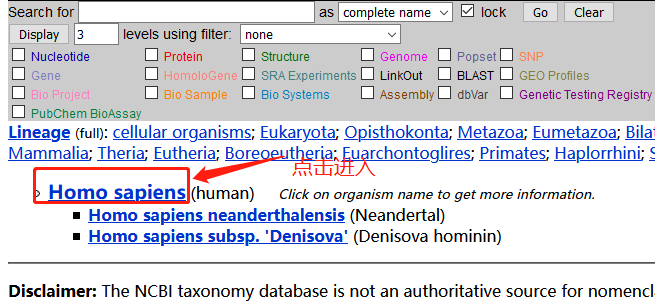 Search for as complete name lock Go Clear
Display 3 levels using filter: none
Nucleotide Protein Structure Genome Popset SNP
Gene HomoloGene SRA Experiments LinkOut BLAST GEO Profiles
Bio Project Bio Sample Bio Systems Assembly dbVar Genetic Testing Registry
PubChem BioAssay
Lineage (full): cellular organisms; Eukaryota; Opisthokonta; Metazoa; Eumetazoa; Bila
Mammalia; Theria; Eutheria; Boreoeutheria; Euarchontoglires; Primates; Haplorrhini; S
点击进入
Homo sapiens (human) Click on organism name to get more information.
Homo sapiens neanderthalensis (Neandertal)
Homo sapiens subsp. 'Denisova' (Denisova hominin)
Disclaimer: The NCBI taxonomy database is not an authoritative source for nomencla